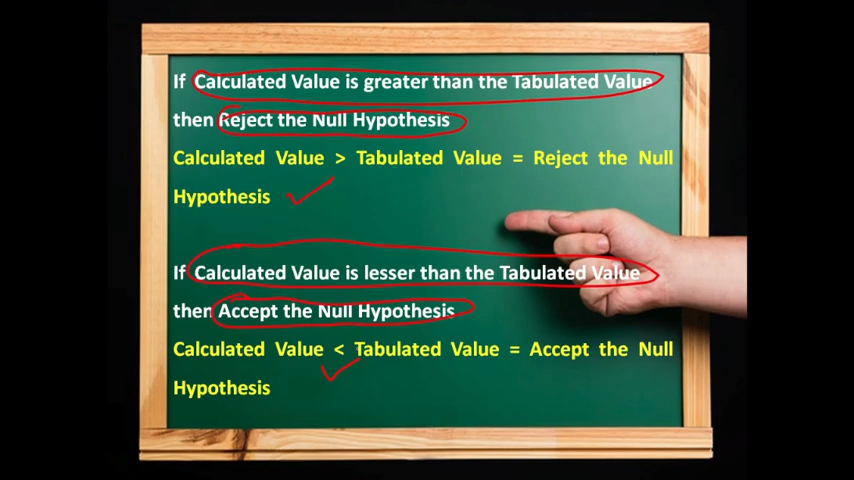 If Calculated Value is greater than the Tabulated Value
then Reject the Null Hypothesis
Calculated Value > Tabulated Value = Reject the Null
Hypothesis
If Calculated Value is lesser than the Tabulated Value
then Accept the Null Hypothesis
Calculated Value < Tabulated Value = Accept the Null
Hypothesis